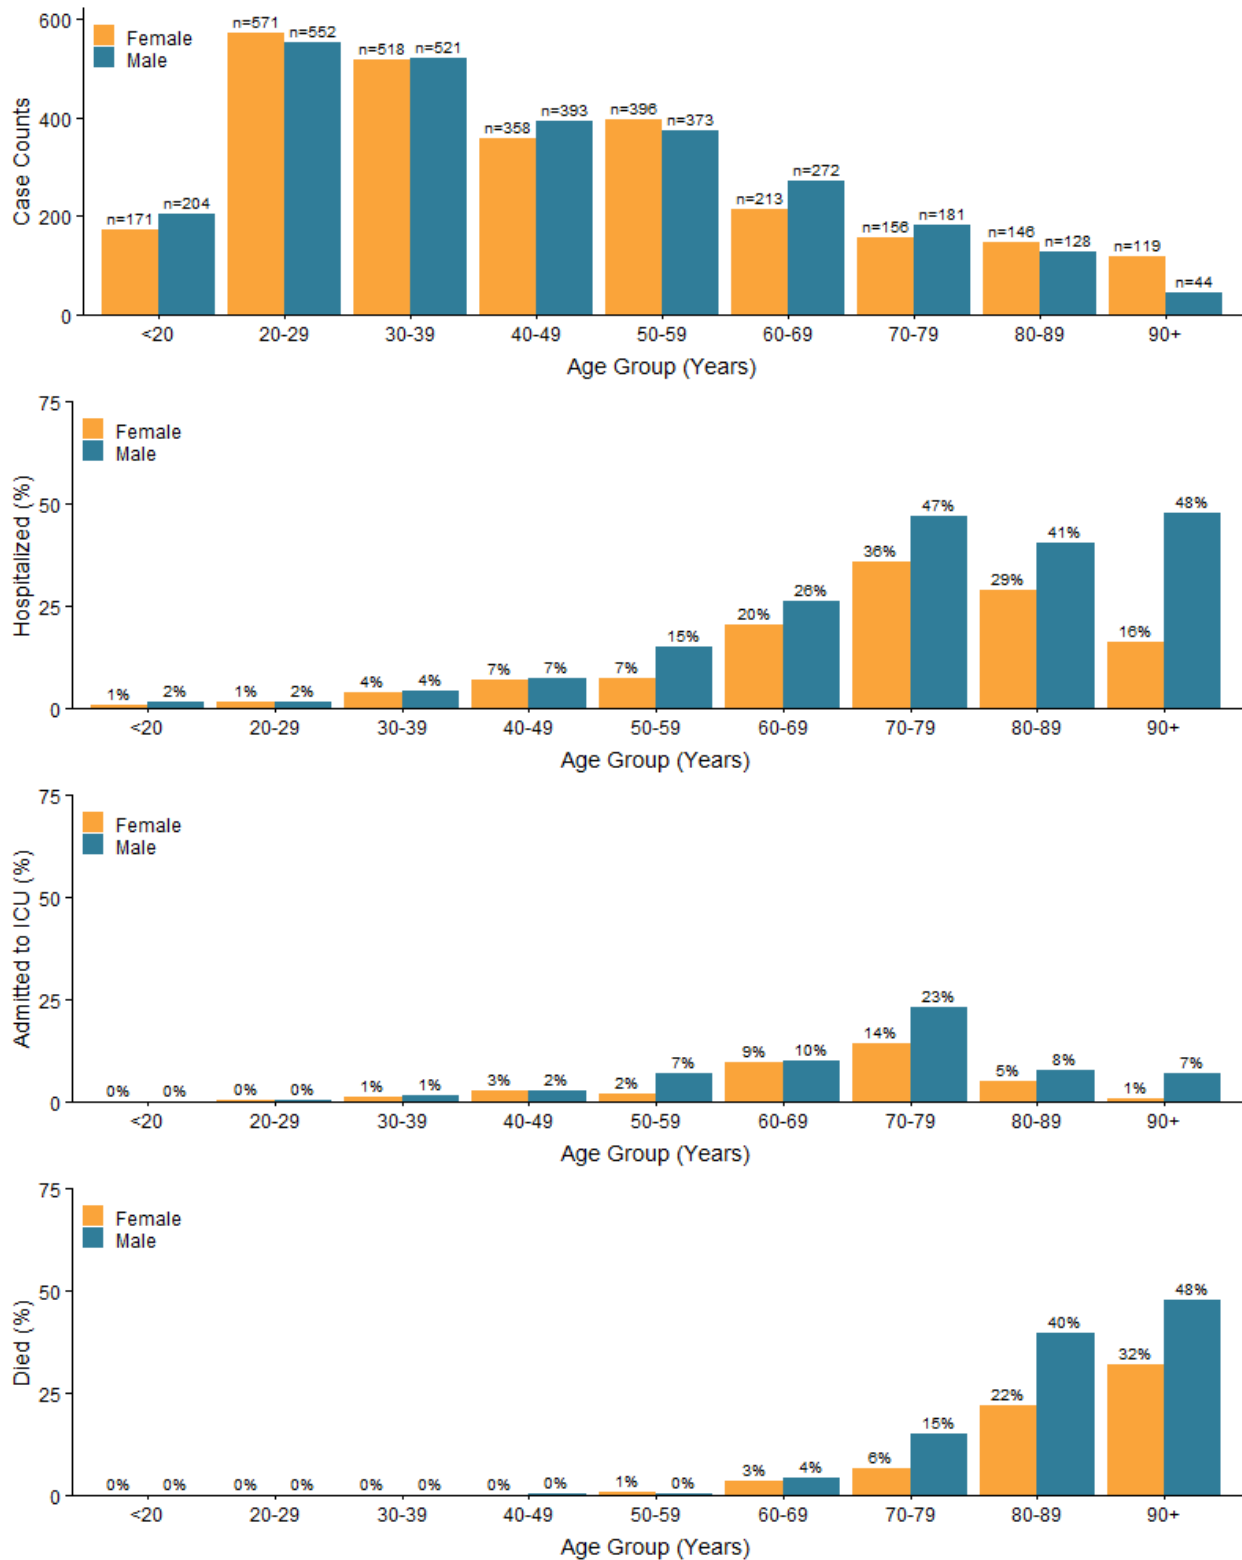 600
400
200
0
Case Counts
Female
Male
n=571
n=552
n=518
n=521
n=358
n=393
n=396
n=373
n=213
n=272
n=171
n=204
n=156
n=181
n=146
n=128
n=119
n=44
<20 20-29 30-39 40-49 50-59 60-69 70-79 80-89 90+
Age Group (Years)
75
50
25
0
Hospitalized (%)
Female
Male
1% 2% 1% 2% 4% 4% 7% 7% 7% 15% 20% 26% 36% 47% 29% 41% 16% 48%
<20 20-29 30-39 40-49 50-59 60-69 70-79 80-89 90+
Age Group (Years)
75
50
25
0
Admitted to ICU (%)
Female
Male
0% 0% 0% 0% 1% 1% 3% 2% 2% 7% 9% 10% 14% 23% 5% 8% 1% 7%
<20 20-29 30-39 40-49 50-59 60-69 70-79 80-89 90+
Age Group (Years)
75
50
25
0
Died (%)
Female
Male
0% 0% 0% 0% 0% 0% 0% 0% 1% 0% 3% 4% 6% 15% 22% 40% 32% 48%
<20 20-29 30-39 40-49 50-59 60-69 70-79 80-89 90+
Age Group (Years)